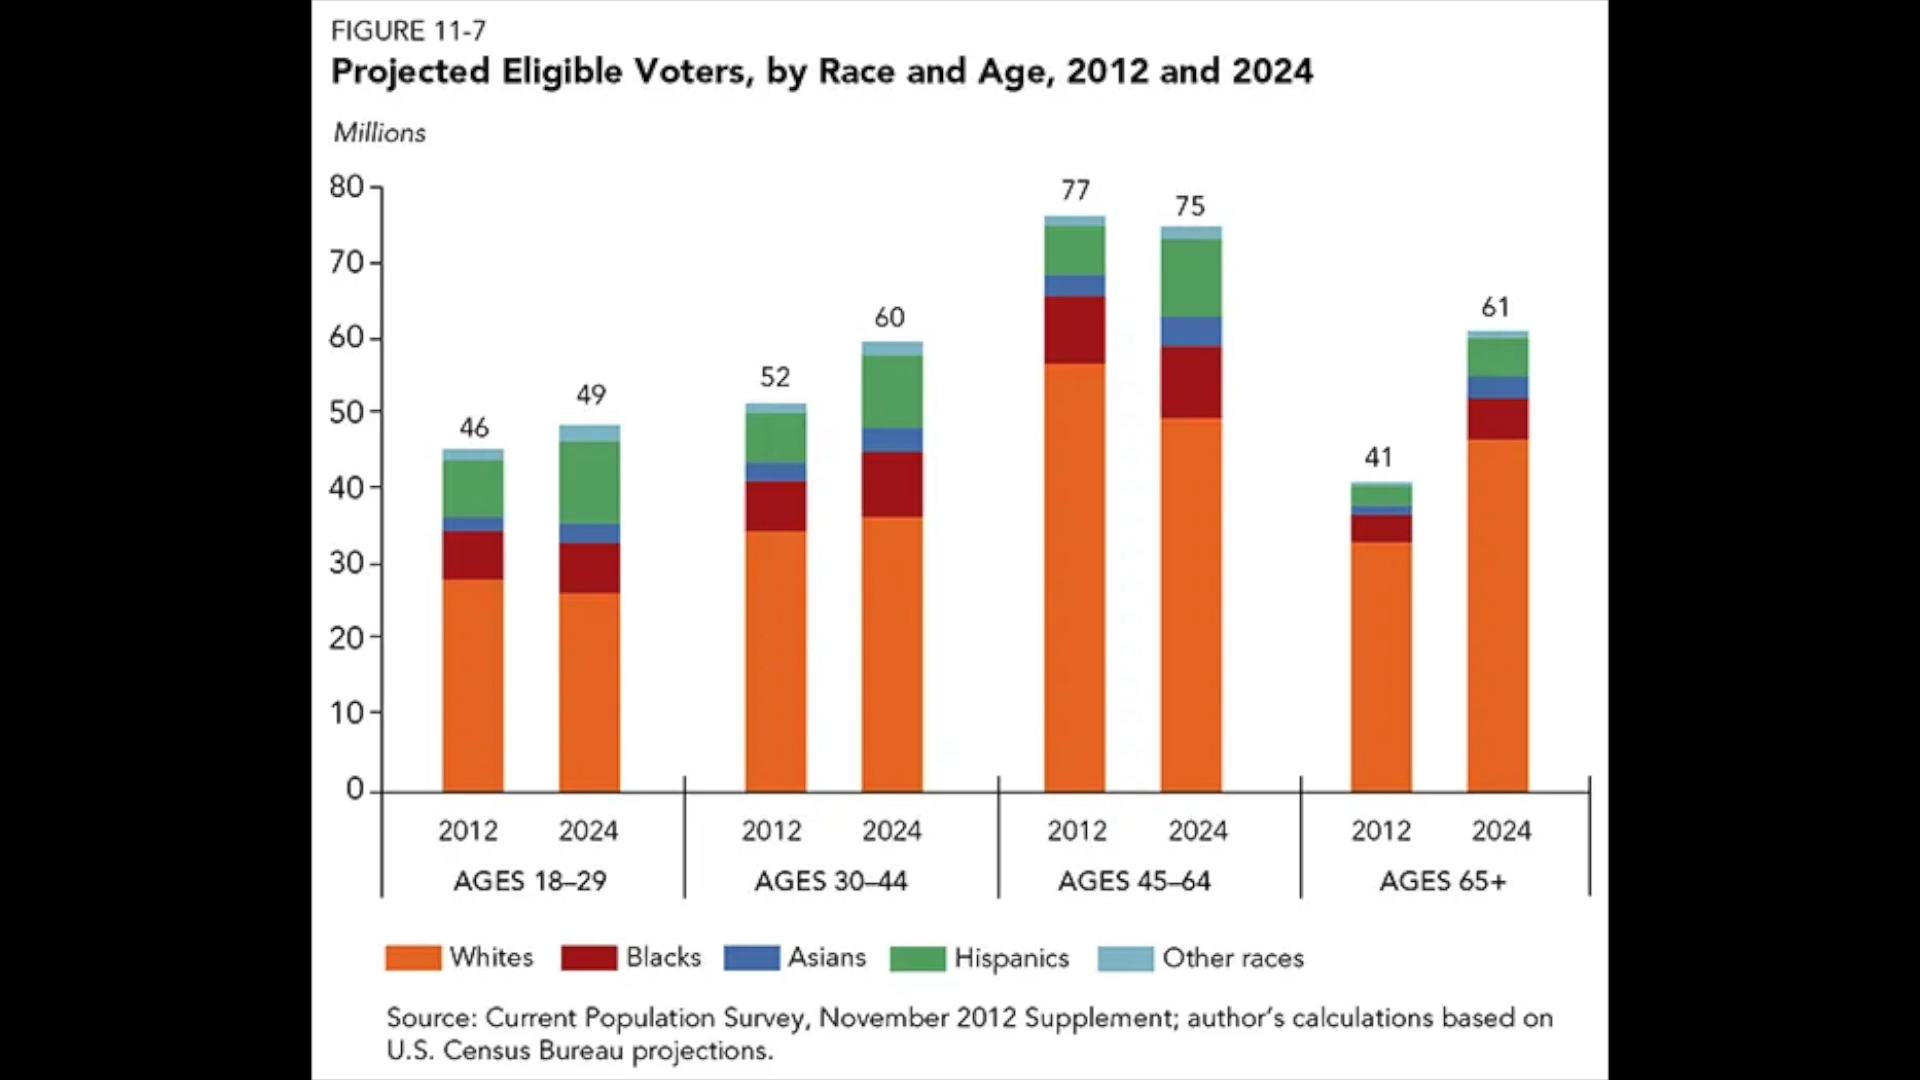 FIGURE 11-7
Projected Eligible Voters, by Race and Age, 2012 and 2024
Millions
80
70
60
50
40
30
20
10
0
46
49
52
60
77
75
41
61
2012 2024 2012 2024 2012 2024 2012 2024
AGES 18–29 AGES 30–44 AGES 45–64 AGES 65+
Whites Blacks Asians Hispanics Other races
Source: Current Population Survey, November 2012 Supplement; author’s calculations based on
U.S. Census Bureau projections.